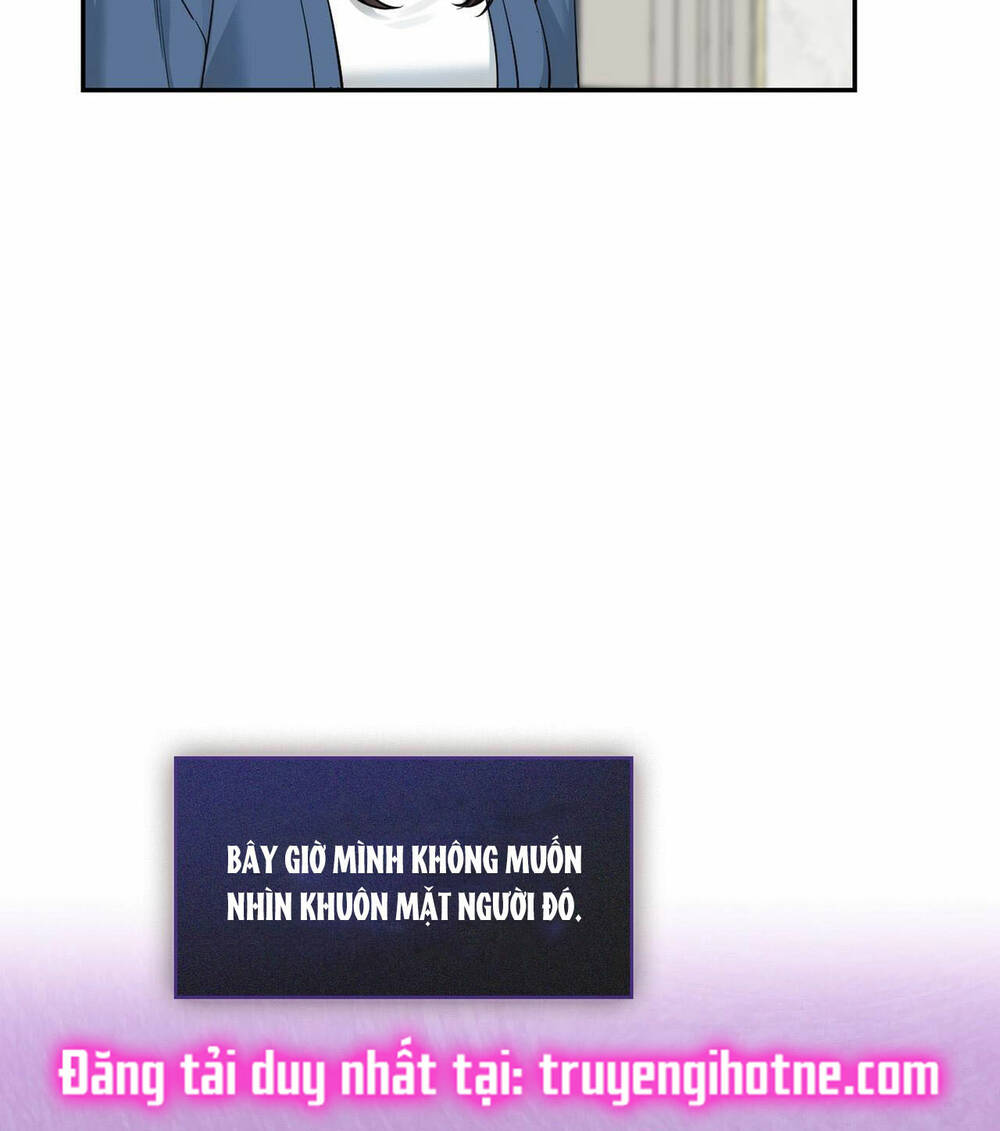 BÂY GIỜ MÌNH KHÔNG MUỐN
NHÌN KHUÔN MẶT NGƯỜI ĐÓ.
Đăng tải duy nhất tại: truyengihotne.com